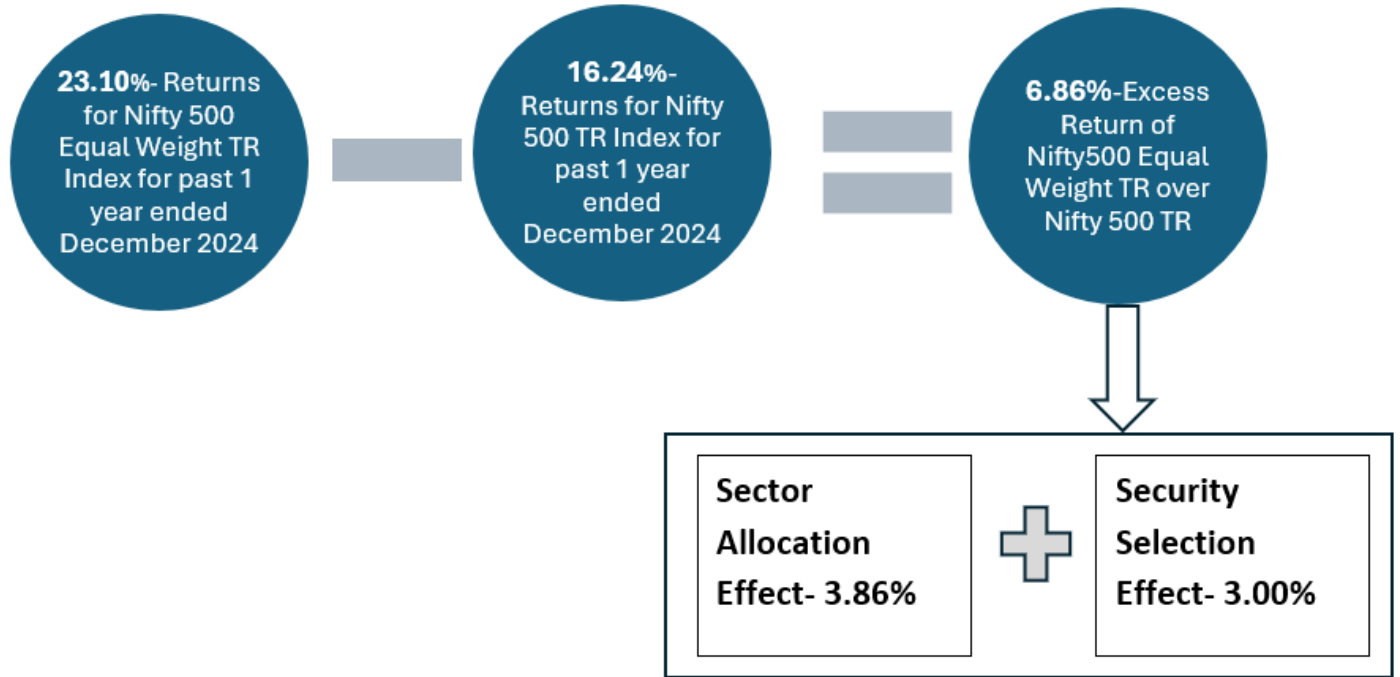 23.10%- Returns
for Nifty 500
Equal Weight TR
Index for past 1
year ended
December 2024
16.24%-
Returns for Nifty
500 TR Index for
past 1 year
ended
December 2024
6.86%-Excess
Return of
Nifty500 Equal
Weight TR over
Nifty 500 TR
Sector
Allocation
Effect- 3.86%
Security
Selection
Effect- 3.00%